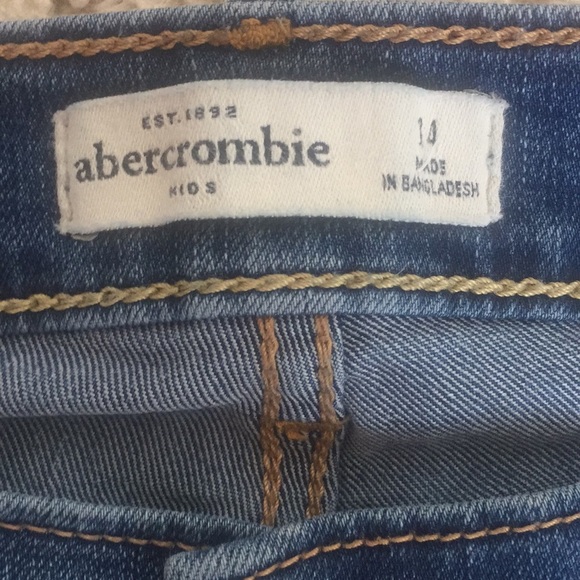 EST. 1892
abercrombie
KIDS
14
MADE
IN BANGLADESH